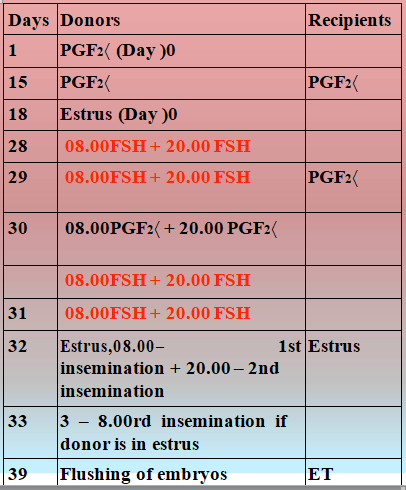 Days Donors Recipients
1 PGF2〈 (Day )0
15 PGF2〈 PGF2〈
18 Estrus (Day )0
28 08.00FSH + 20.00 FSH
29 08.00FSH + 20.00 FSH PGF2〈
30 08.00PGF2〈 + 20.00 PGF2〈
08.00FSH + 20.00 FSH
31 08.00FSH + 20.00 FSH
32 Estrus,08.00– 1st Estrus
insemination + 20.00 – 2nd
insemination
33 3 – 8.00rd insemination if
donor is in estrus
39 Flushing of embryos ET